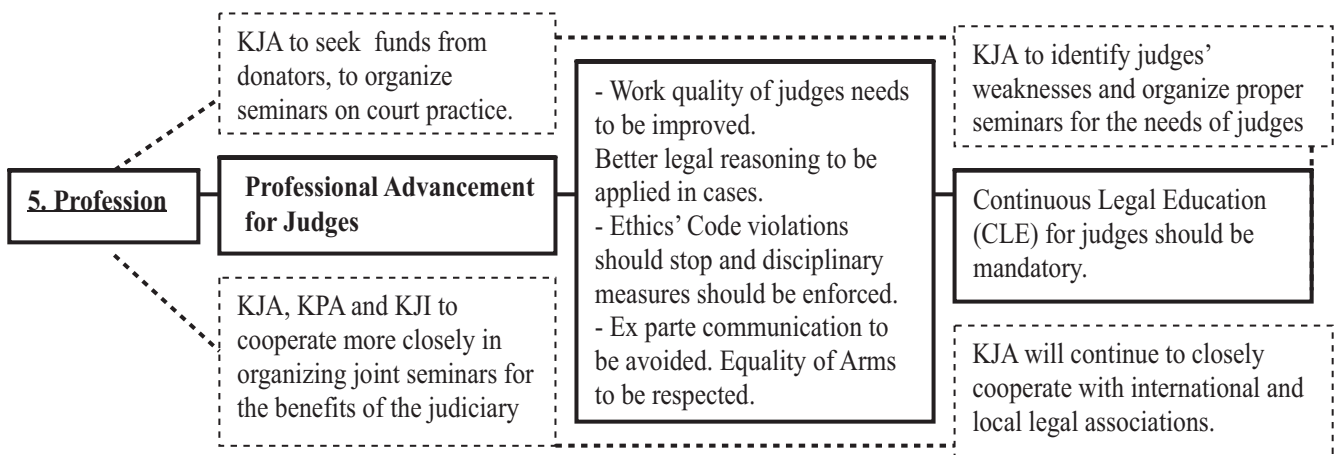 KJA to seek funds from
donators, to organize
seminars on court practice.
5. Profession
Professional Advancement
for Judges
KJA, KPA and KJI to
cooperate more closely in
organizing joint seminars for
the benefits of the judiciary
- Work quality of judges needs
to be improved.
Better legal reasoning to be
applied in cases.
- Ethics’ Code violations
should stop and disciplinary
measures should be enforced.
- Ex parte communication to
be avoided. Equality of Arms
to be respected.
KJA to identify judges’
weaknesses and organize proper
seminars for the needs of judges
Continuous Legal Education
(CLE) for judges should be
mandatory.
KJA will continue to closely
cooperate with international and
local legal associations.